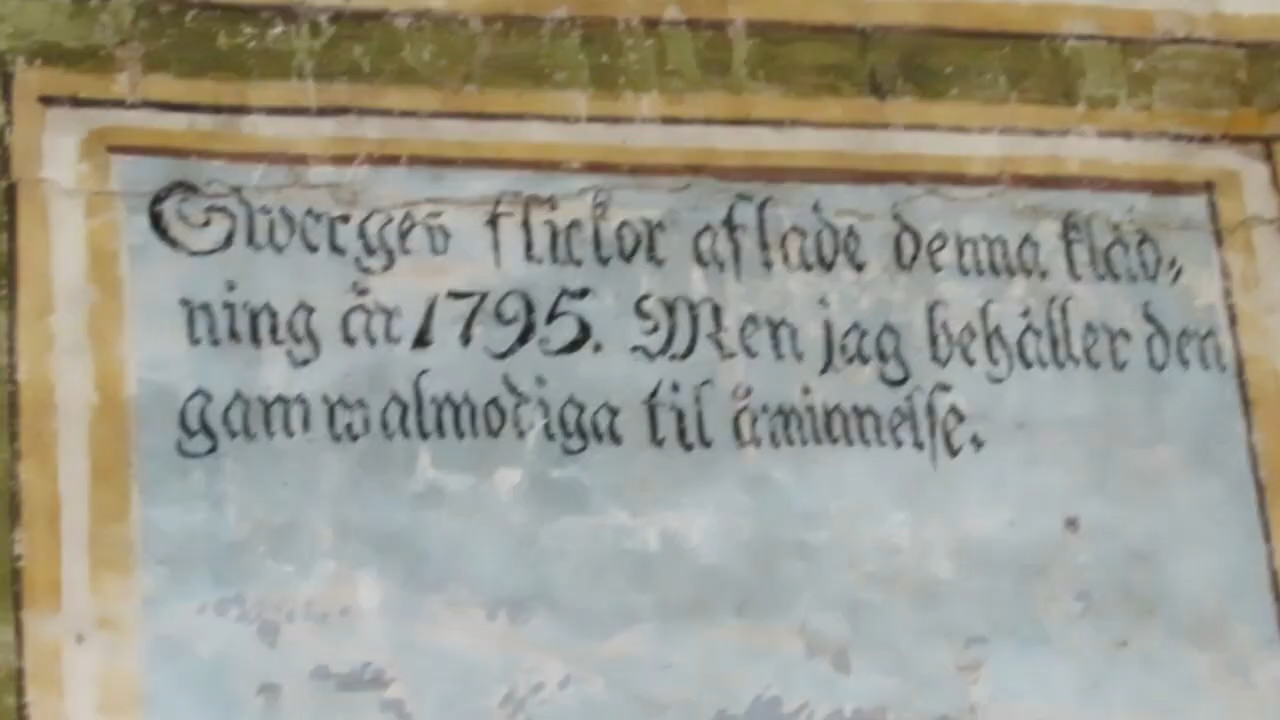 Swerges flickor aflade denna kläd,
ning år 1795. Men jag behåller den
gammalmodiga til åminnelse.